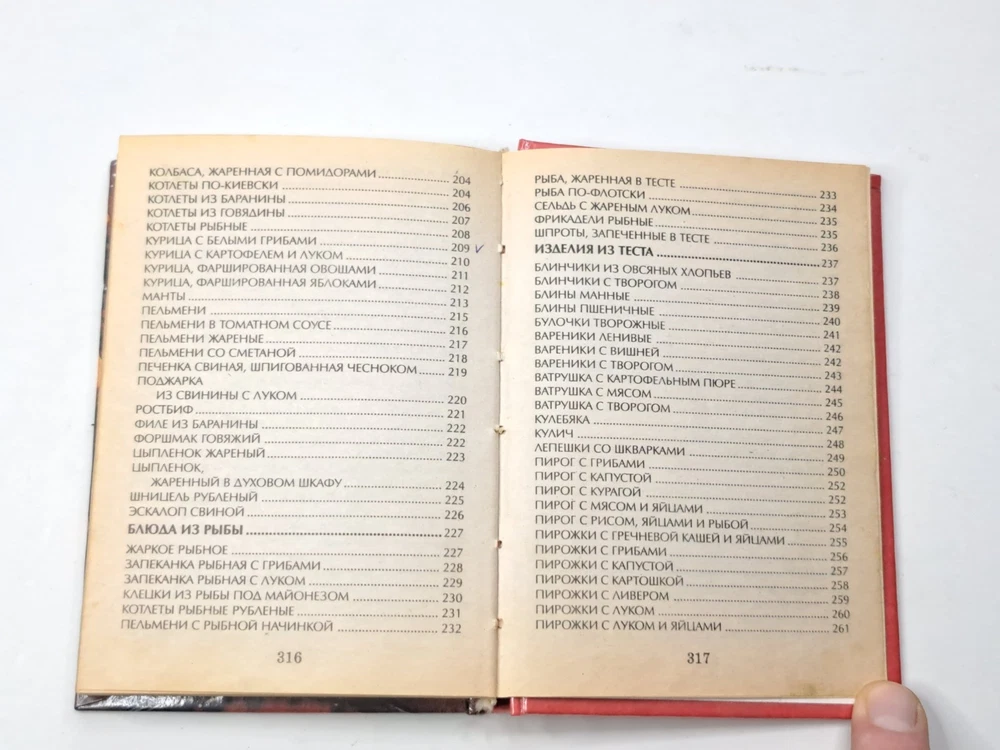 КОЛБАСА, ЖАРЕННАЯ С ПОМИДОРАМИ 204
КОТЛЕТЫ ПО-КИЕВСКИ 204
КОТЛЕТЫ ИЗ БАРАНИНЫ 206
КОТЛЕТЫ ИЗ ГОВЯДИНЫ 207
КОТЛЕТЫ РЫБНЫЕ 208
КУРИЦА С БЕЛЫМИ ГРИБАМИ 209
КУРИЦА С КАРТОФЕЛЕМ И ЛУКОМ 210
КУРИЦА, ФАРШИРОВАННАЯ ОВОЩАМИ 211
КУРИЦА, ФАРШИРОВАННАЯ ЯБЛОКАМИ 212
МАНТЫ 213
ПЕЛЬМЕНИ 215
ПЕЛЬМЕНИ В ТОМАТНОМ СОУСЕ 216
ПЕЛЬМЕНИ ЖАРЕНЫЕ 217
ПЕЛЬМЕНИ СО СМЕТАНОЙ 218
ПЕЧЕНКА СВИНАЯ, ШПИГОВАННАЯ ЧЕСНОКОМ 219
ПОДЖАРКА
ИЗ СВИНИНЫ С ЛУКОМ 220
РОСТБИФ 221
ФИЛЕ ИЗ БАРАНИНЫ 222
ФОРШМАК ГОВЯЖИЙ 222
ЦЫПЛЕНОК ЖАРЕНЫЙ 223
ЦЫПЛЕНОК,
ЖАРЕННЫЙ В ДУХОВОМ ШКАФУ 224
ШНИЦЕЛЬ РУБЛЕНЫЙ 225
ЭСКАЛОП СВИНОЙ 226
БЛЮДА ИЗ РЫБЫ 227
ЖАРКОЕ РЫБНОЕ 227
ЗАПЕКАНКА РЫБНАЯ С ГРИБАМИ 228
ЗАПЕКАНКА РЫБНАЯ С ЛУКОМ 229
КЛЕЦКИ ИЗ РЫБЫ ПОД МАЙОНЕЗОМ 230
КОТЛЕТЫ РЫБНЫЕ РУБЛЕНЫЕ 231
ПЕЛЬМЕНИ С РЫБНОЙ НАЧИНКОЙ 232
316
РЫБА, ЖАРЕННАЯ В ТЕСТЕ 233
РЫБА ПО-ФЛОТСКИ 234
СЕЛЬДЬ С ЖАРЕНЫМ ЛУКОМ 235
ФРИКАДЕЛИ РЫБНЫЕ 235
ШПРОТЫ, ЗАПЕЧЕННЫЕ В ТЕСТЕ 236
ИЗДЕЛИЯ ИЗ ТЕСТА 237
БЛИНЧИКИ ИЗ ОВСЯНЫХ ХЛОПЬЕВ 237
БЛИНЧИКИ С ТВОРОГОМ 238
БЛИНЫ МАННЫЕ 239
БЛИНЫ ПШЕНИЧНЫЕ 240
БУЛОЧКИ ТВОРОЖНЫЕ 241
ВАРЕНИКИ ЛЕНИВЫЕ 242
ВАРЕНИКИ С ВИШНЕЙ 242
ВАРЕНИКИ С ТВОРОГОМ 243
ВАТРУШКА С КАРТОФЕЛЬНЫМ ПЮРЕ 244
ВАТРУШКА С МЯСОМ 245
ВАТРУШКА С ТВОРОГОМ 246
КУЛЕБЯКА 247
КУЛИЧ 248
ЛЕПЕШКИ СО ШКВАРКАМИ 249
ПИРОГ С ГРИБАМИ 250
ПИРОГ С КАПУСТОЙ 252
ПИРОГ С КУРАГОЙ 252
ПИРОГ С МЯСОМ И ЯЙЦАМИ 253
ПИРОГ С РИСОМ, ЯЙЦАМИ И РЫБОЙ 254
ПИРОЖКИ С ГРЕЧНЕВОЙ КАШЕЙ И ЯЙЦАМИ 255
ПИРОЖКИ С ГРИБАМИ 256
ПИРОЖКИ С КАПУСТОЙ 257
ПИРОЖКИ С КАРТОШКОЙ 258
ПИРОЖКИ С ЛИВЕРОМ 259
ПИРОЖКИ С ЛУКОМ 260
ПИРОЖКИ С ЛУКОМ И ЯЙЦАМИ 261
317